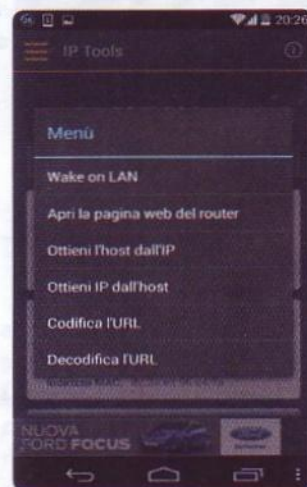 20:26
IP Tools
Menù
Wake on LAN
Apri la pagina web del router
Ottieni l'host dall'IP
Ottieni IP dall'host
Codifica l'URL
Decodifica l'URL
NUOVA
FORD FOCUS